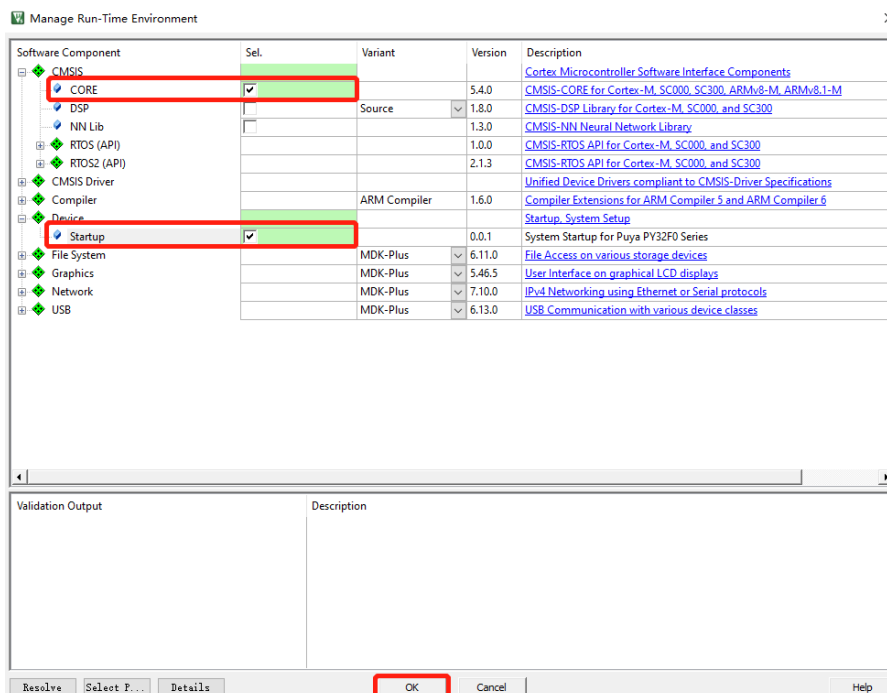 Manage Run-Time Environment
Software Component Sel. Variant Version Description
CMSIS Cortex Microcontroller Software Interface Components
CORE 5.4.0 CMSIS-CORE for Cortex-M, SC000, SC300, ARMv8-M, ARMv8.1-M
DSP Source 1.8.0 CMSIS-DSP Library for Cortex-M, SC000, and SC300
NN Lib 1.3.0 CMSIS-NN Neural Network Library
RTOS (API) 1.0.0 CMSIS-RTOS API for Cortex-M, SC000, and SC300
RTOS2 (API) 2.1.3 CMSIS-RTOS API for Cortex-M, SC000, and SC300
CMSIS Driver Unified Device Drivers compliant to CMSIS-Driver Specifications
Compiler ARM Compiler 1.6.0 Compiler Extensions for ARM Compiler 5 and ARM Compiler 6
Device Startup, System Setup
Startup 0.0.1 System Startup for Puya PY32F0 Series
File System MDK-Plus 6.11.0 File Access on various storage devices
Graphics MDK-Plus 5.46.5 User Interface on graphical LCD displays
Network MDK-Plus 7.10.0 IPv4 Networking using Ethernet or Serial protocols
USB MDK-Plus 6.13.0 USB Communication with various device classes
Validation Output Description
Resolve Select P... Details OK Cancel Help